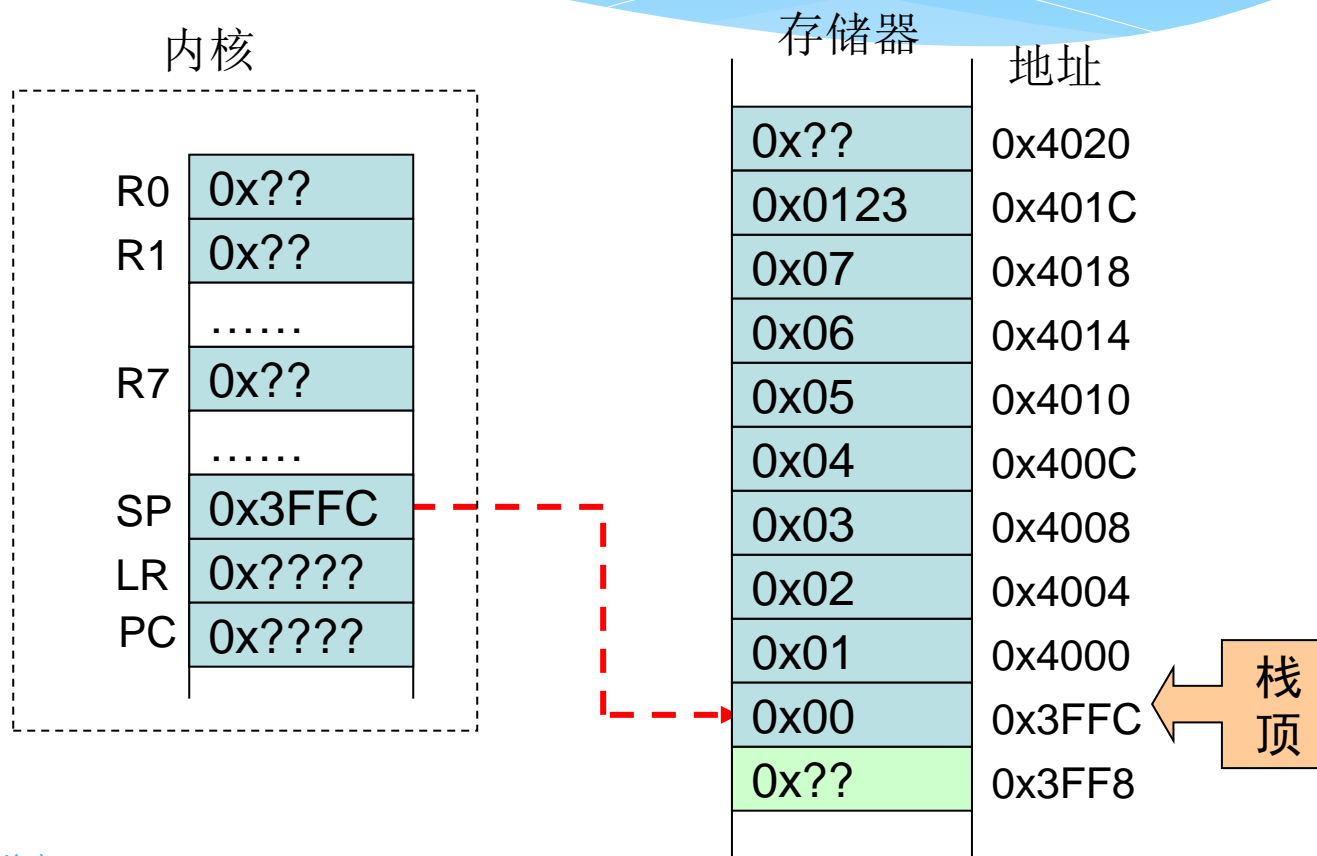 内核
R0 0x??
R1 0x??
......
R7 0x??
......
SP 0x3FFC
LR 0x????
PC 0x????
存储器 地址
0x?? 0x4020
0x0123 0x401C
0x07 0x4018
0x06 0x4014
0x05 0x4010
0x04 0x400C
0x03 0x4008
0x02 0x4004
0x01 0x4000
0x00 0x3FFC
0x?? 0x3FF8
栈
顶